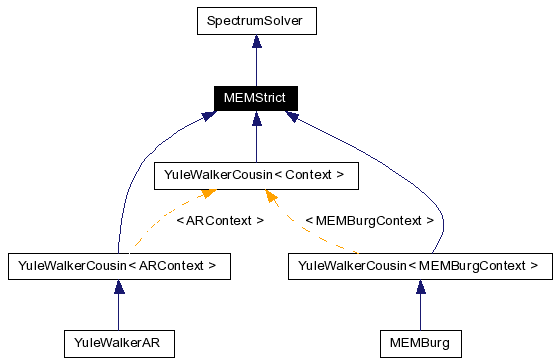 SpectrumSolver
MEMStrict
YuleWalkerCousin< Context >
< ARContext >
< MEMBurgContext >
YuleWalkerCousin< ARContext >
YuleWalkerCousin< MEMBurgContext >
YuleWalkerAR
MEMBurg